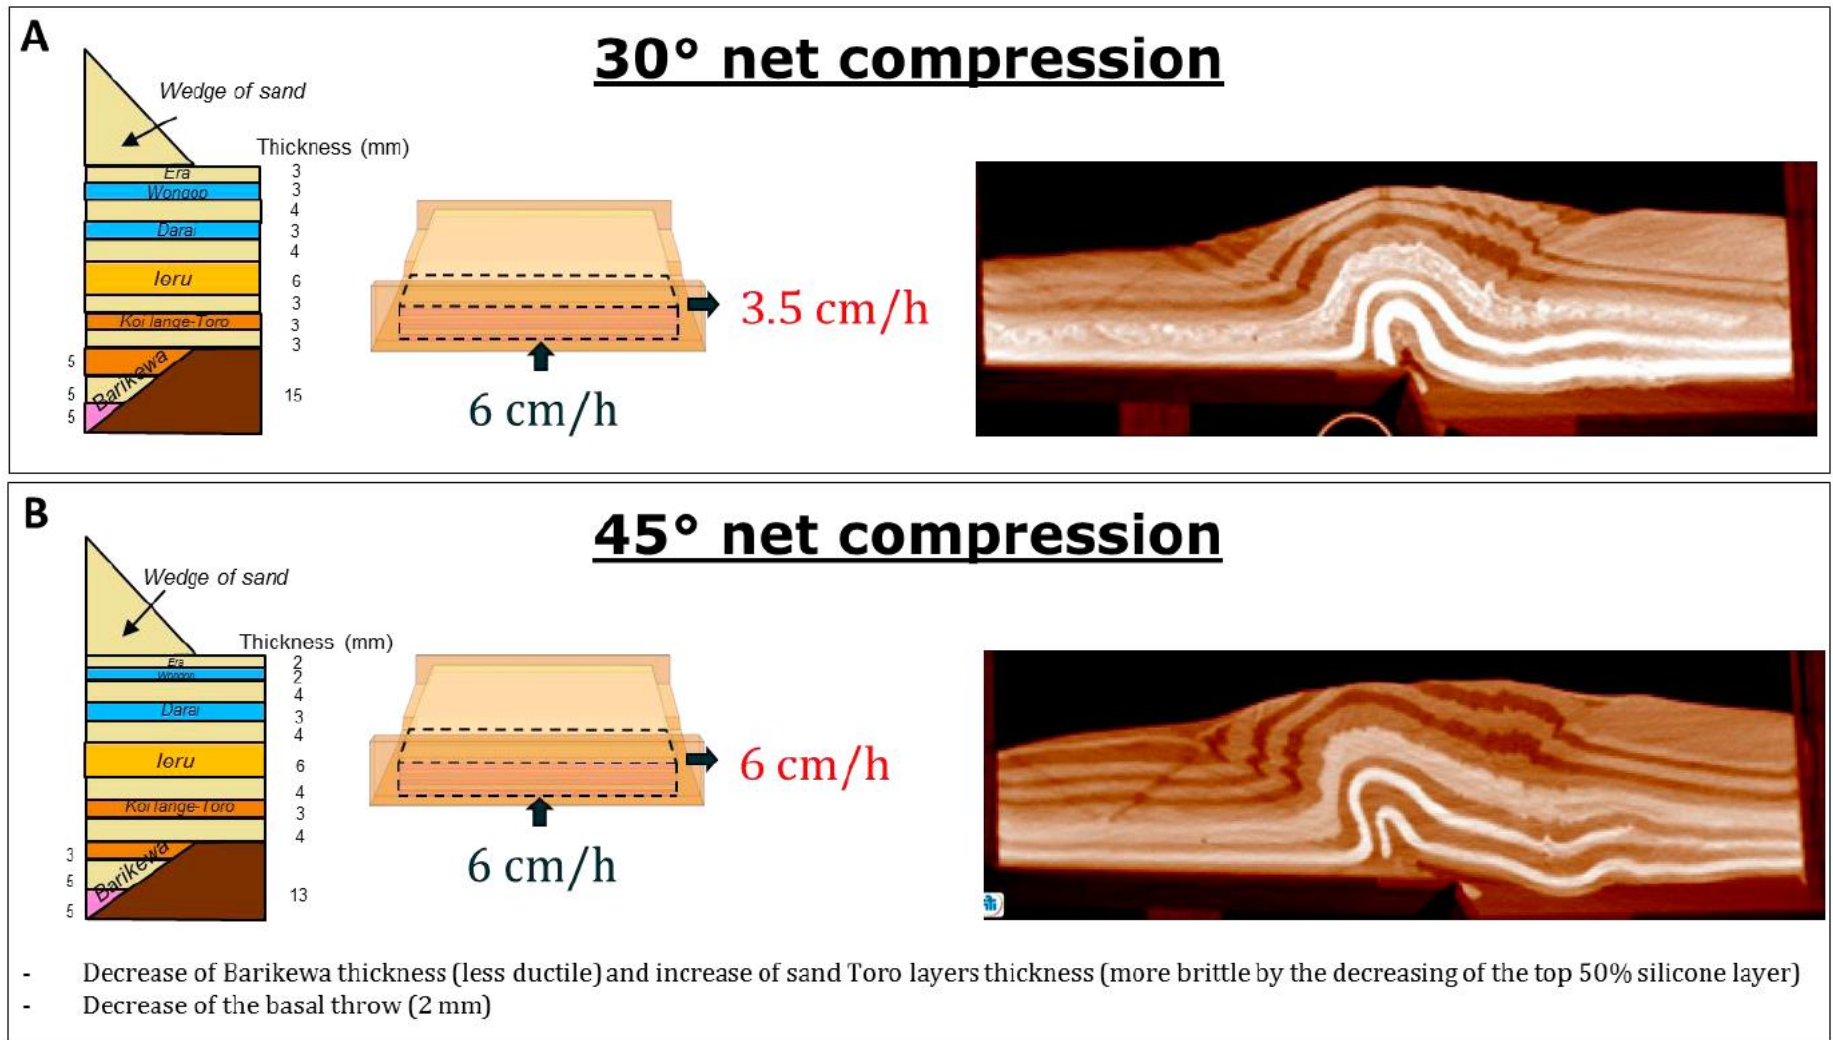 A
30° net compression
Wedge of sand
Thickness (mm)
Era
3
Wongop
3
4
Darai
3
4
Ioru
6
3
Koi Iange-Toro
3
3
5
Barikewa
5
15
5
3.5 cm/h
6 cm/h
B
45° net compression
Wedge of sand
Thickness (mm)
Era
2
Wongop
2
4
Darai
3
4
Ioru
6
4
Koi Iange-Toro
3
4
3
Barikewa
5
13
5
6 cm/h
6 cm/h
- Decrease of Barikewa thickness (less ductile) and increase of sand Toro layers thickness (more brittle by the decreasing of the top 50% silicone layer)
- Decrease of the basal throw (2 mm)